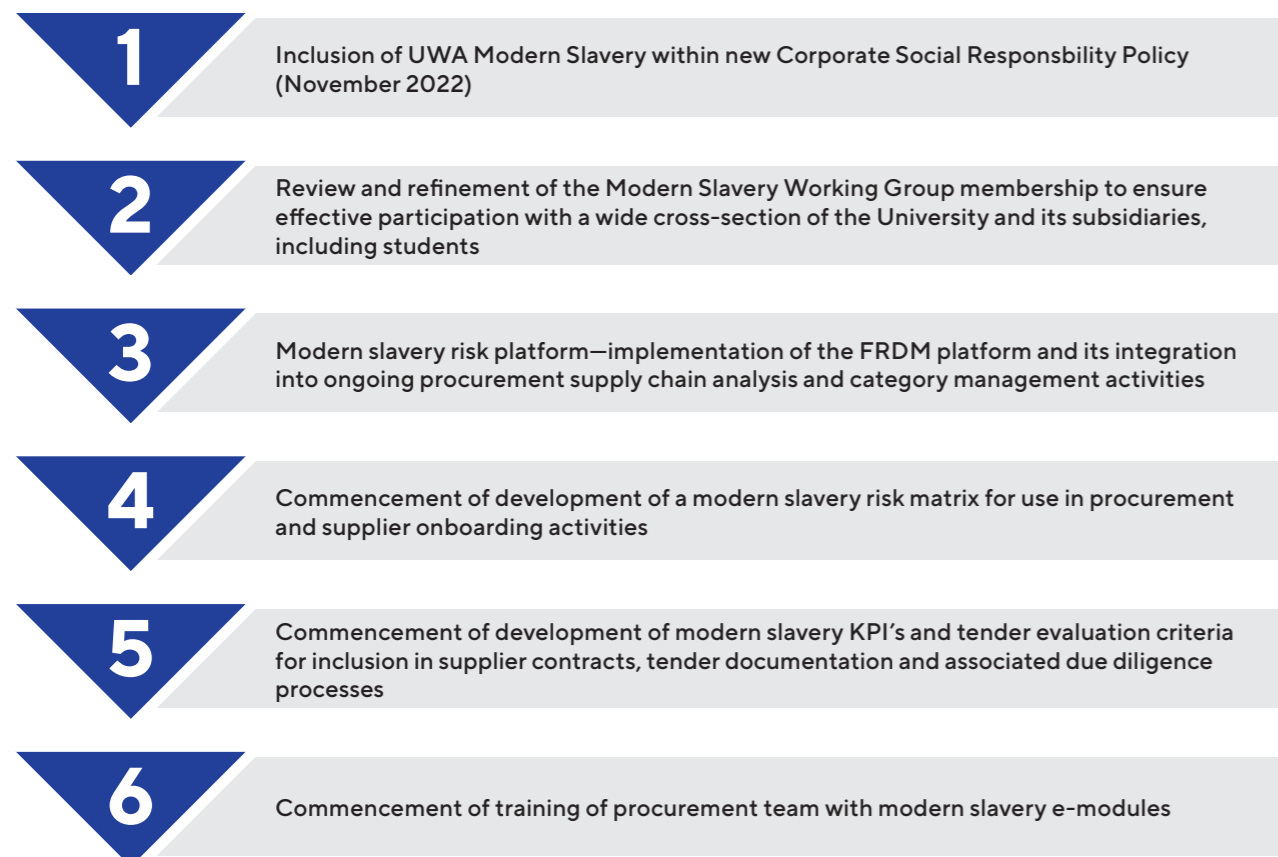 1
Inclusion of UWA Modern Slavery within new Corporate Social Responsbility Policy
(November 2022)
2
Review and refinement of the Modern Slavery Working Group membership to ensure
effective participation with a wide cross-section of the University and its subsidiaries,
including students
3
Modern slavery risk platform—implementation of the FRDM platform and its integration
into ongoing procurement supply chain analysis and category management activities
4
Commencement of development of a modern slavery risk matrix for use in procurement
and supplier onboarding activities
5
Commencement of development of modern slavery KPI's and tender evaluation criteria
for inclusion in supplier contracts, tender documentation and associated due diligence
processes
6
Commencement of training of procurement team with modern slavery e-modules